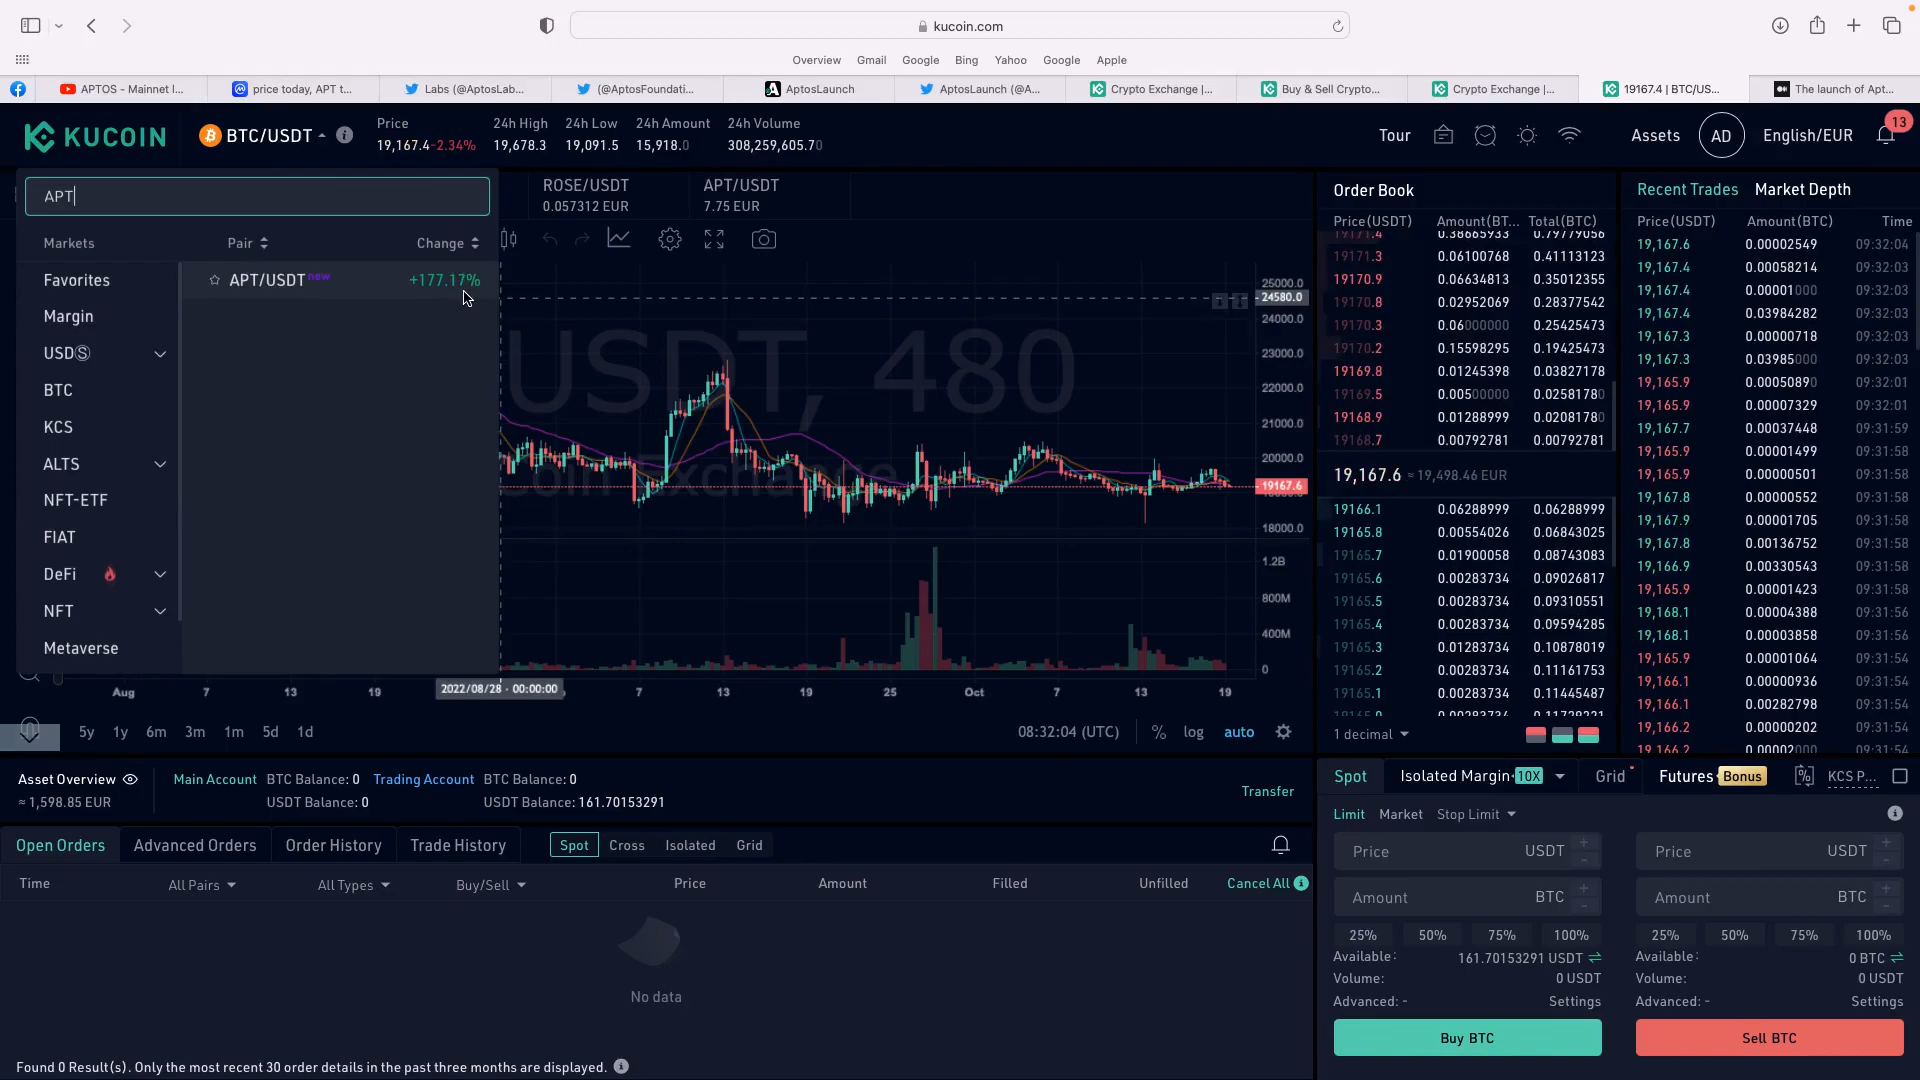 kucoin.com
Overview Gmail Google Bing Yahoo Google Apple
APTOS - Mainnet l...
price today, APT t...
Labs (@AptosLab...
(@AptosFoundati...
AptosLaunch
AptosLaunch (@A...
Crypto Exchange |...
Buy & Sell Crypto...
Crypto Exchange |...
19167.4 | BTC/US...
The launch of Apt...
KUCOIN
BTC/USDT
Price 24h High 24h Low 24h Amount 24h Volume
19,167.4 -2.34% 19,678.3 19,091.5 15,918.0 308,259,605.70
Tour Assets AD English/EUR 13
APT
ROSE/USDT APT/USDT
0.057312 EUR 7.75 EUR
Markets Pair Change
Favorites APT/USDT new +177.17%
Margin
USDⓈ
BTC
KCS
ALTS
NFT-ETF
FIAT
DeFi
NFT
Metaverse
USDT, 480
25000.0
24580.0
24000.0
23000.0
22000.0
21000.0
20000.0
19167.6
18000.0
1.2B
800M
400M
0
Aug 7 13 19 2022/08/28 - 00:00:00 7 13 19 25 Oct 7 13 19
5y 1y 6m 3m 1m 5d 1d 08:32:04 (UTC) % log auto
Order Book
Price(USDT) Amount(BT... Total(BTC)
19171.4 0.38665933 0.79779056
19171.3 0.06100768 0.41113123
19170.9 0.06634813 0.35012355
19170.8 0.02952069 0.28377542
19170.3 0.06000000 0.25425473
19170.2 0.15598295 0.19425473
19169.8 0.01245398 0.03827178
19169.5 0.00500000 0.02581780
19168.9 0.01288999 0.02081780
19168.7 0.00792781 0.00792781
19,167.6 ≈ 19,498.46 EUR
19166.1 0.06288999 0.06288999
19165.8 0.00554026 0.06843025
19165.7 0.01900058 0.08743083
19165.6 0.00283734 0.09026817
19165.5 0.00283734 0.09310551
19165.4 0.00283734 0.09594285
19165.3 0.01283734 0.10878019
19165.2 0.00283734 0.11161753
19165.1 0.00283734 0.11445487
1 decimal
Recent Trades Market Depth
Price(USDT) Amount(BTC) Time
19,167.6 0.00002549 09:32:04
19,167.4 0.00058214 09:32:03
19,167.4 0.00001000 09:32:03
19,167.4 0.03984282 09:32:03
19,167.3 0.00000718 09:32:03
19,167.3 0.03985000 09:32:03
19,165.9 0.00050890 09:32:01
19,165.9 0.00007329 09:32:01
19,167.7 0.00037448 09:31:59
19,165.9 0.00001499 09:31:58
19,165.9 0.00000501 09:31:58
19,167.8 0.00000552 09:31:58
19,167.9 0.00001705 09:31:58
19,167.8 0.00136752 09:31:58
19,166.9 0.00330543 09:31:58
19,165.9 0.00001423 09:31:58
19,168.1 0.00004388 09:31:56
19,168.1 0.00003858 09:31:56
19,165.9 0.00001064 09:31:54
19,166.1 0.00000936 09:31:54
19,166.1 0.00282798 09:31:54
19,166.2 0.00000202 09:31:54
19,166.2 0.00002000 09:31:54
Asset Overview Main Account BTC Balance: 0 Trading Account BTC Balance: 0
≈ 1,598.85 EUR USDT Balance: 0 USDT Balance: 161.70153291
Transfer
Open Orders Advanced Orders Order History Trade History Spot Cross Isolated Grid
Time All Pairs All Types Buy/Sell Price Amount Filled Unfilled Cancel All
No data
Found 0 Result(s). Only the most recent 30 order details in the past three months are displayed.
Spot Isolated Margin 10X Grid Futures Bonus KCS P...
Limit Market Stop Limit
Price USDT Price USDT
Amount BTC Amount BTC
25% 50% 75% 100% 25% 50% 75% 100%
Available: 161.70153291 USDT Available: 0 BTC
Volume: 0 USDT Volume: 0 USDT
Advanced: - Settings Advanced: - Settings
Buy BTC Sell BTC